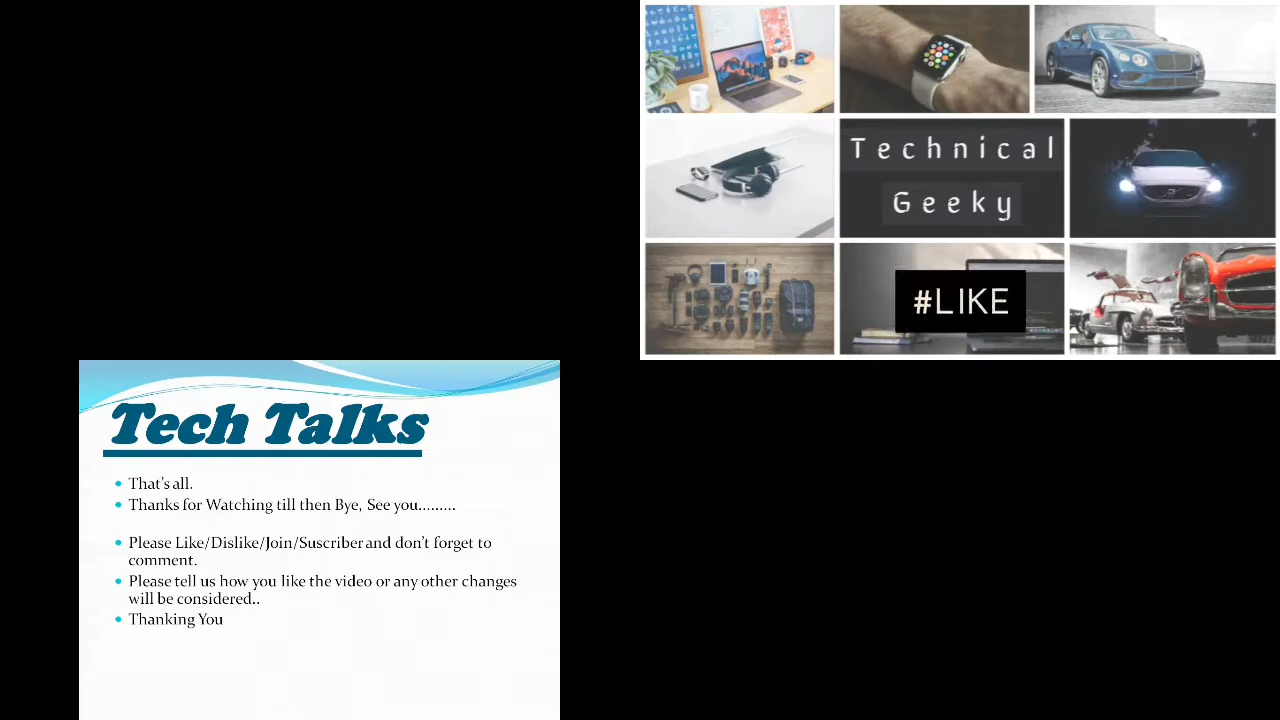 Technical
Geeky
#LIKE
Tech Talks
That's all.
Thanks for Watching till then Bye, See you.........
Please Like/Dislike/Join/Suscriber and don't forget to
comment.
Please tell us how you like the video or any other changes
will be considered..
Thanking You